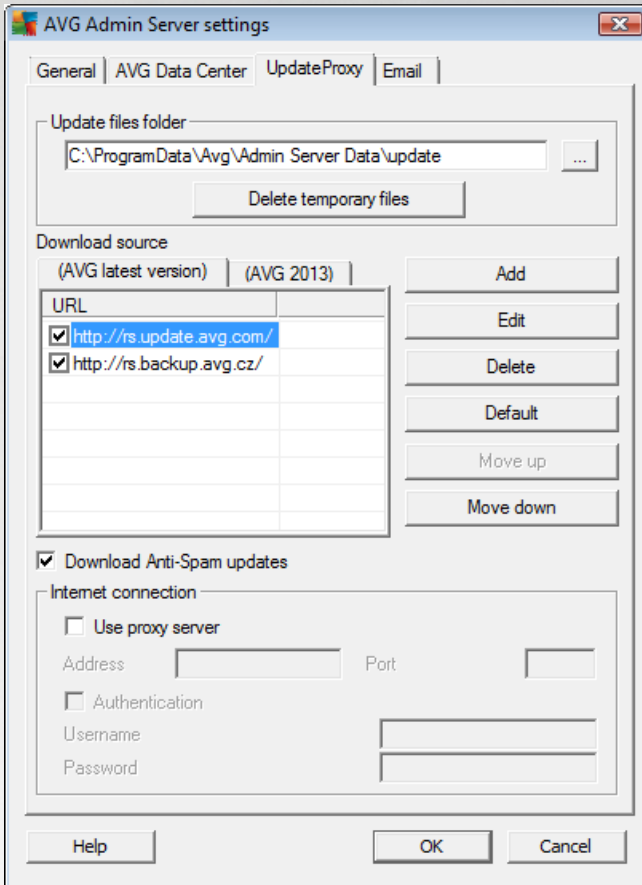 AVG Admin Server settings
General
AVG Data Center
UpdateProxy
Email
Update files folder
C:\ProgramData\Avg\Admin Server Data\update
...
Delete temporary files
Download source
(AVG latest version)
(AVG 2013)
URL
http://rs.update.avg.com/
http://rs.backup.avg.cz/
Add
Edit
Delete
Default
Move up
Move down
Download Anti-Spam updates
Internet connection
Use proxy server
Address
Port
Authentication
Username
Password
Help
OK
Cancel